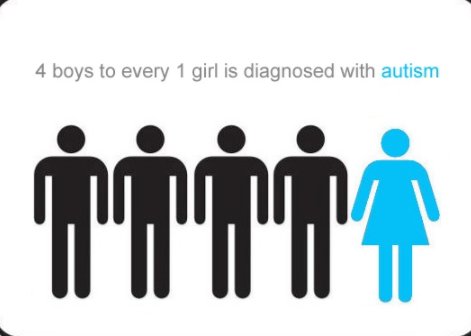 4 boys to every 1 girl is diagnosed with autism